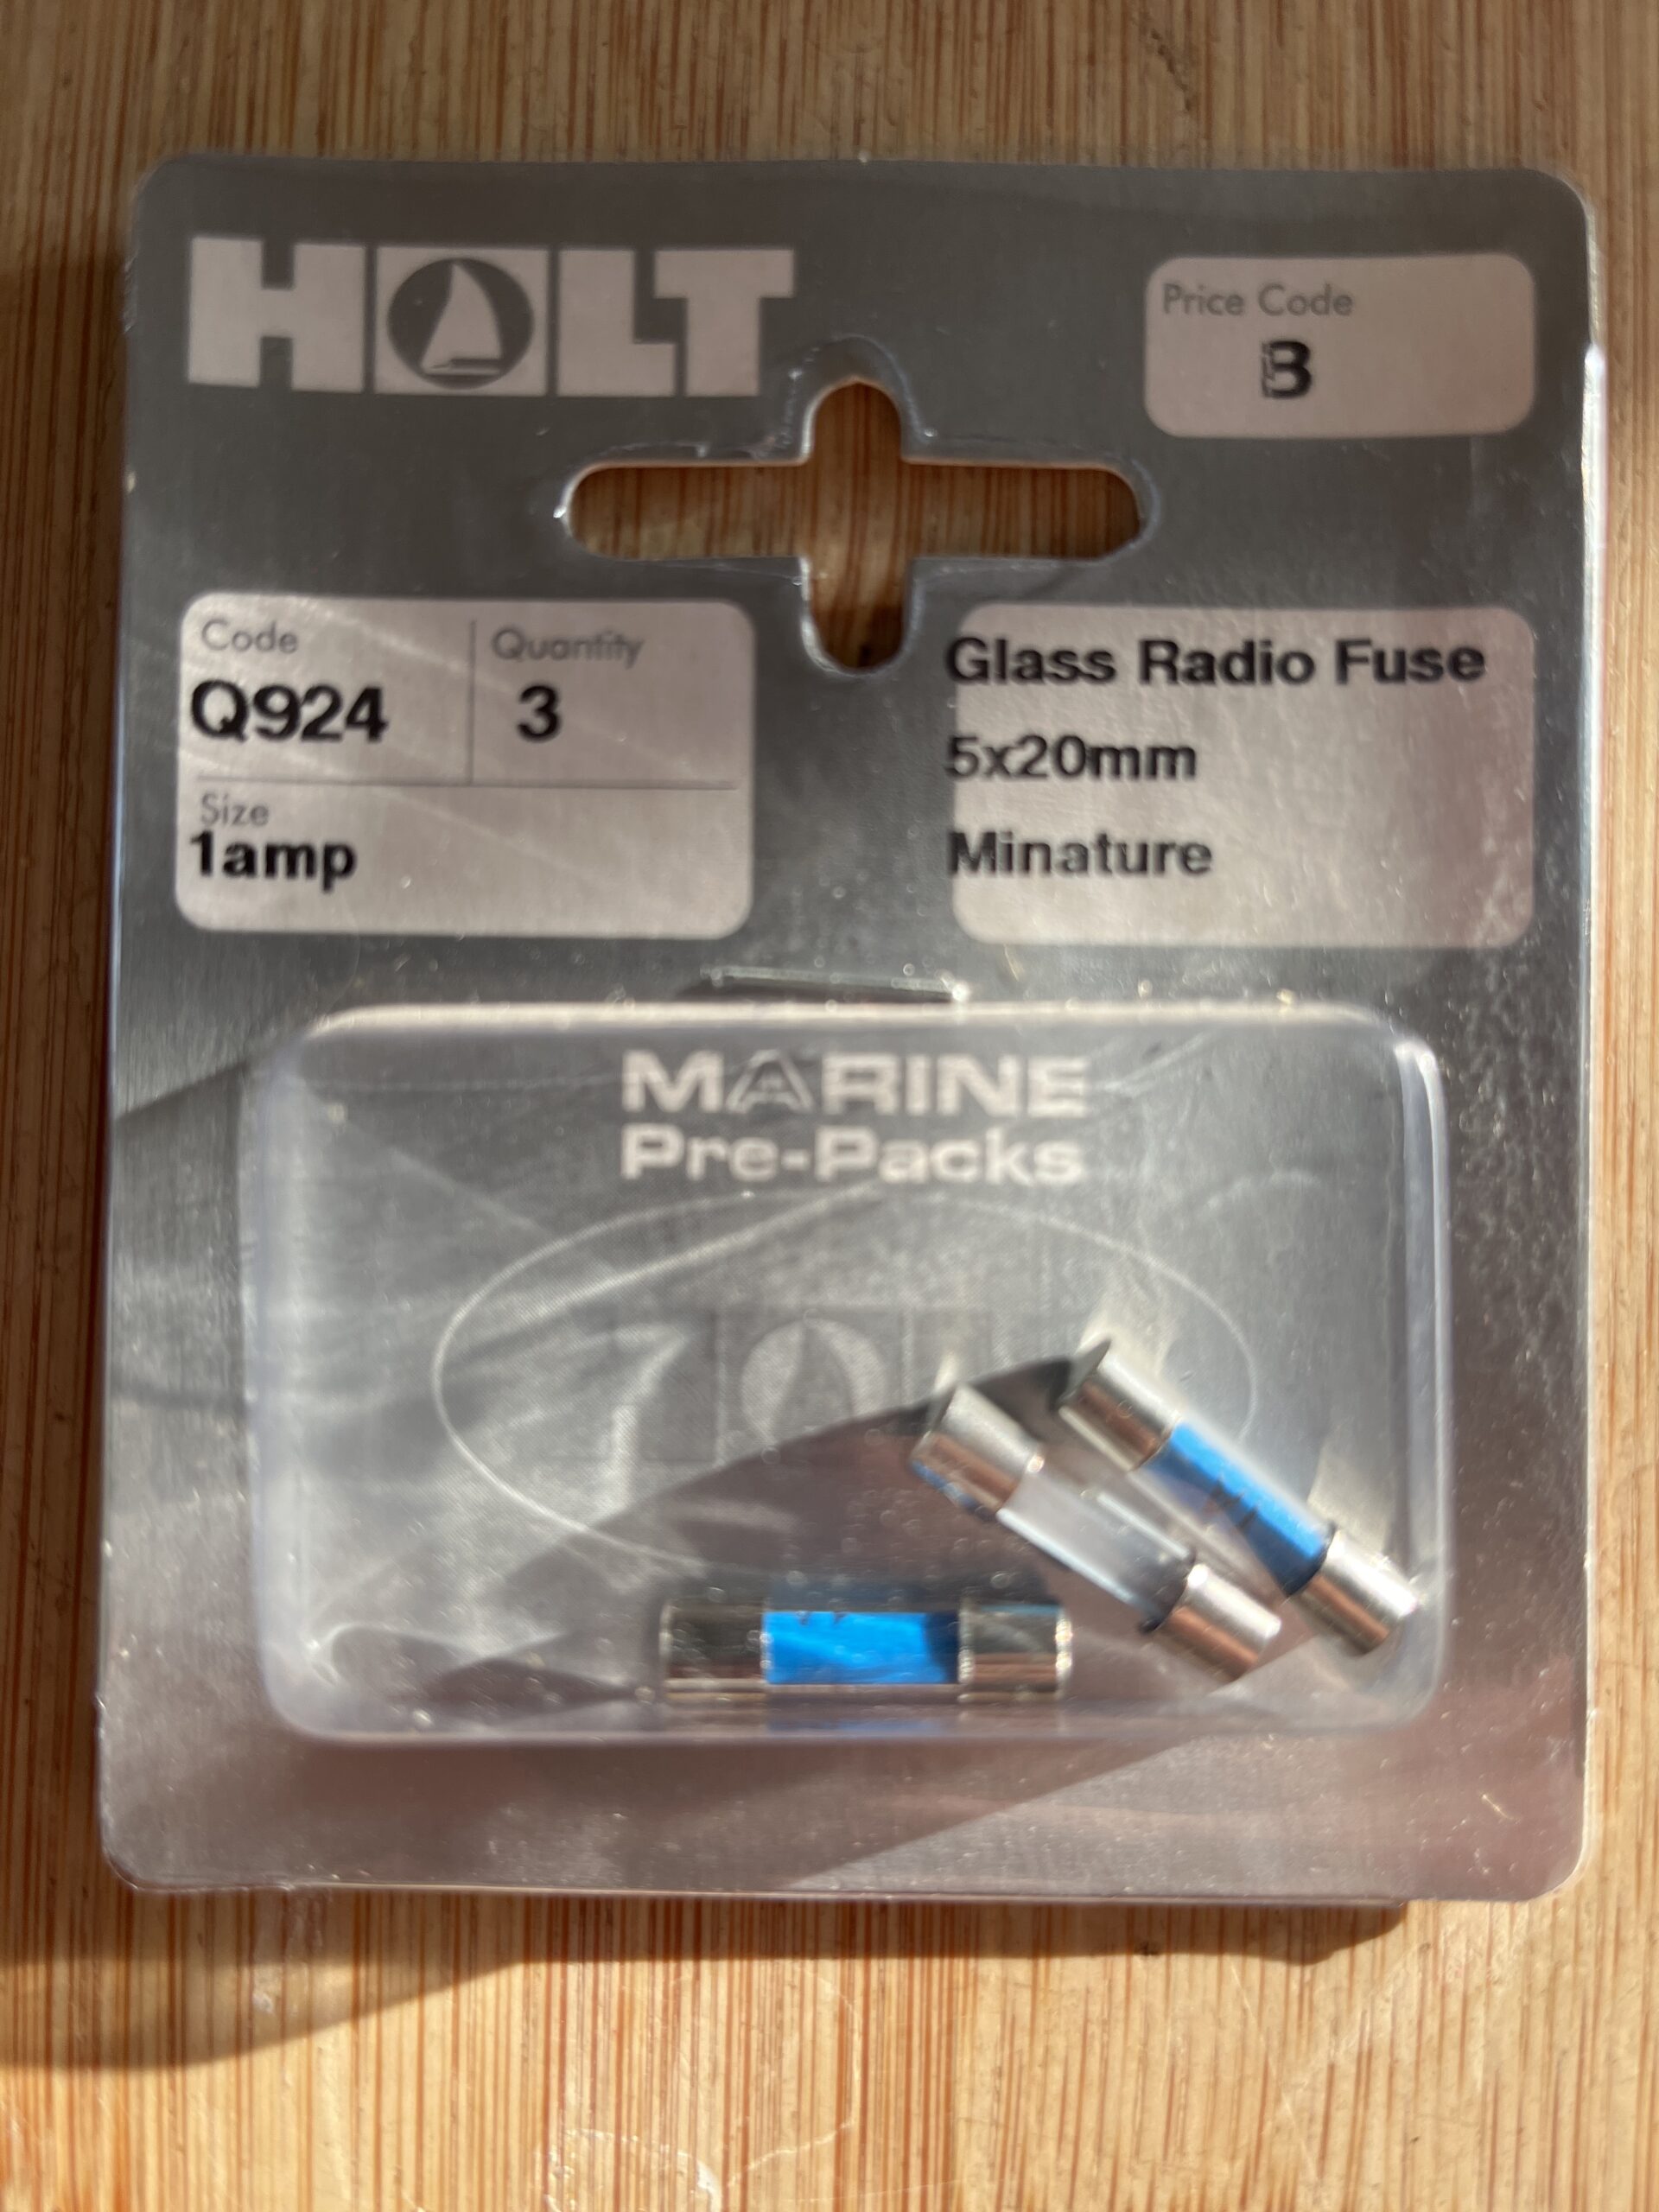 HOLT
Price Code
B
Code
Q924
Quantity
3
Size
1amp
Glass Radio Fuse
5x20mm
Minature
MARINE
Pre-Packs